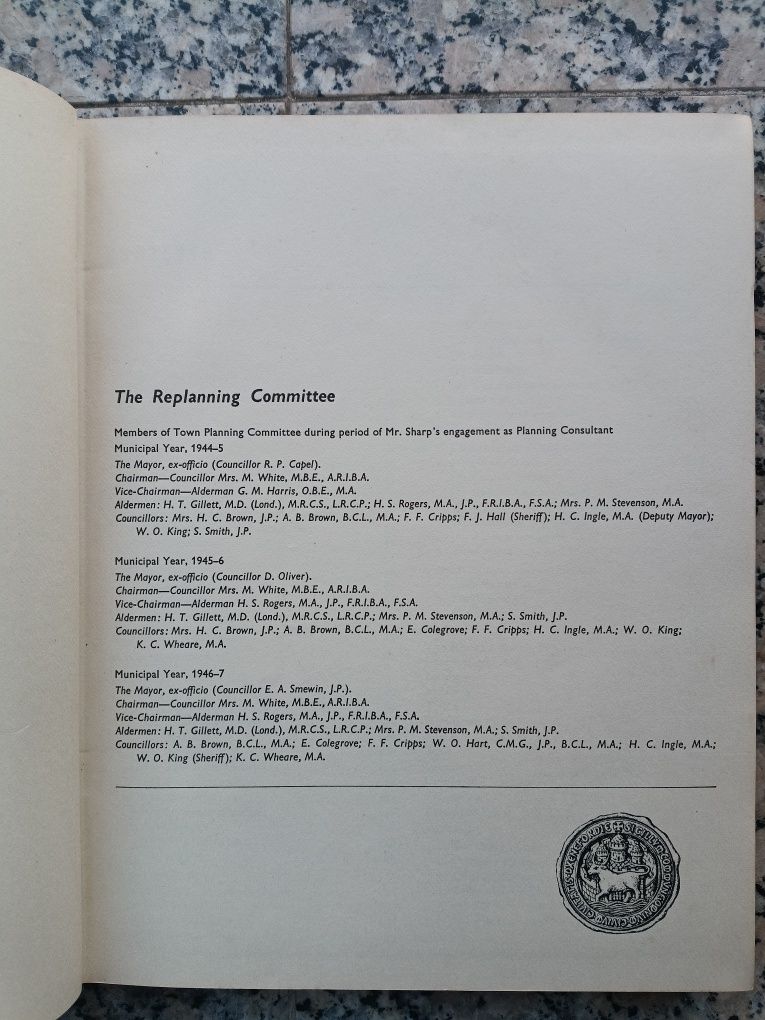 The Replanning Committee
Members of Town Planning Committee during period of Mr. Sharp's engagement as Planning Consultant
Municipal Year, 1944–5
The Mayor, ex-officio (Councillor R. P. Capel).
Chairman—Councillor Mrs. M. White, M.B.E., A.R.I.B.A.
Vice-Chairman—Alderman G. M. Harris, O.B.E., M.A.
Aldermen: H. T. Gillett, M.D. (Lond.), M.R.C.S., L.R.C.P.; H. S. Rogers, M.A., J.P., F.R.I.B.A., F.S.A.; Mrs. P. M. Stevenson, M.A.
Councillors: Mrs. H. C. Brown, J.P.; A. B. Brown, B.C.L., M.A.; F. F. Cripps; F. J. Hall (Sheriff); H. C. Ingle, M.A. (Deputy Mayor);
W. O. King; S. Smith, J.P.
Municipal Year, 1945–6
The Mayor, ex-officio (Councillor D. Oliver).
Chairman—Councillor Mrs. M. White, M.B.E., A.R.I.B.A.
Vice-Chairman—Alderman H. S. Rogers, M.A., J.P., F.R.I.B.A., F.S.A.
Aldermen: H. T. Gillett, M.D. (Lond.), M.R.C.S., L.R.C.P.; Mrs. P. M. Stevenson, M.A.; S. Smith, J.P.
Councillors: Mrs. H. C. Brown, J.P.; A. B. Brown, B.C.L., M.A.; E. Colegrove; F. F. Cripps; H. C. Ingle, M.A.; W. O. King;
K. C. Wheare, M.A.
Municipal Year, 1946–7
The Mayor, ex-officio (Councillor E. A. Smewin, J.P.).
Chairman—Councillor Mrs. M. White, M.B.E., A.R.I.B.A.
Vice-Chairman—Alderman H. S. Rogers, M.A., J.P., F.R.I.B.A., F.S.A.
Aldermen: H. T. Gillett, M.D. (Lond.), M.R.C.S., L.R.C.P.; Mrs. P. M. Stevenson, M.A.; S. Smith, J.P.
Councillors: A. B. Brown, B.C.L., M.A.; E. Colegrove; F. F. Cripps; W. O. Hart, C.M.G., J.P., B.C.L., M.A.; H. C. Ingle, M.A.;
W. O. King (Sheriff); K. C. Wheare, M.A.